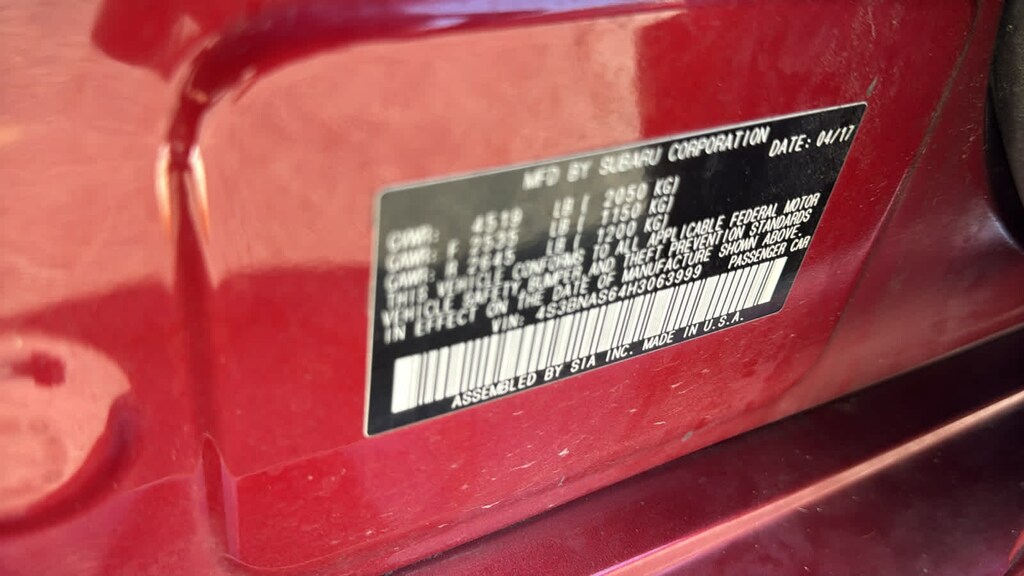 MFD BY SUBARU CORPORATION
DATE: 04/17
GVWR: 4519 LB ( 2050 KG)
GAWR: F 2535 LB ( 1150 KG)
GAWR: R 2645 LB ( 1200 KG)
THIS VEHICLE CONFORMS TO ALL APPLICABLE FEDERAL MOTOR
VEHICLE SAFETY, BUMPER, AND THEFT PREVENTION STANDARDS
IN EFFECT ON THE DATE OF MANUFACTURE SHOWN ABOVE.
VIN: 4S3BNAS64H3063999 PASSENGER CAR
ASSEMBLED BY SIA INC. MADE IN U.S.A.